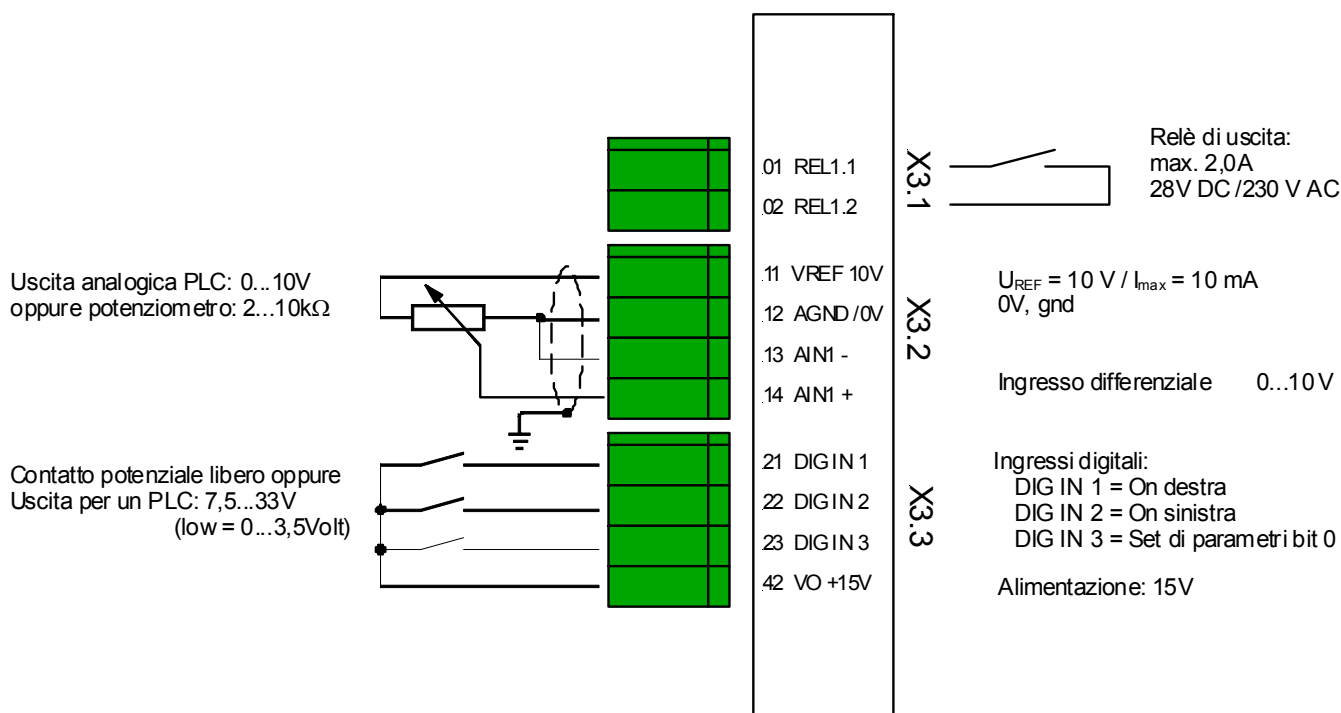 Relè di uscita:
max. 2,0A
28V DC /230 V AC
01 REL1.1
02 REL1.2
X3.1
Uscita analogica PLC: 0...10V
oppure potenziometro: 2...10kΩ
11 VREF 10V
12 AGND /0V
13 AIN1 -
14 AIN1 +
X3.2
U_REF = 10 V / I_max = 10 mA
0V, gnd
Ingresso differenziale 0...10 V
Contatto potenziale libero oppure
Uscita per un PLC: 7,5...33V
(low = 0...3,5Volt)
21 DIG IN 1
22 DIG IN 2
23 DIG IN 3
42 VO +15V
X3.3
Ingressi digitali:
DIG IN 1 = On destra
DIG IN 2 = On sinistra
DIG IN 3 = Set di parametri bit 0
Alimentazione: 15V